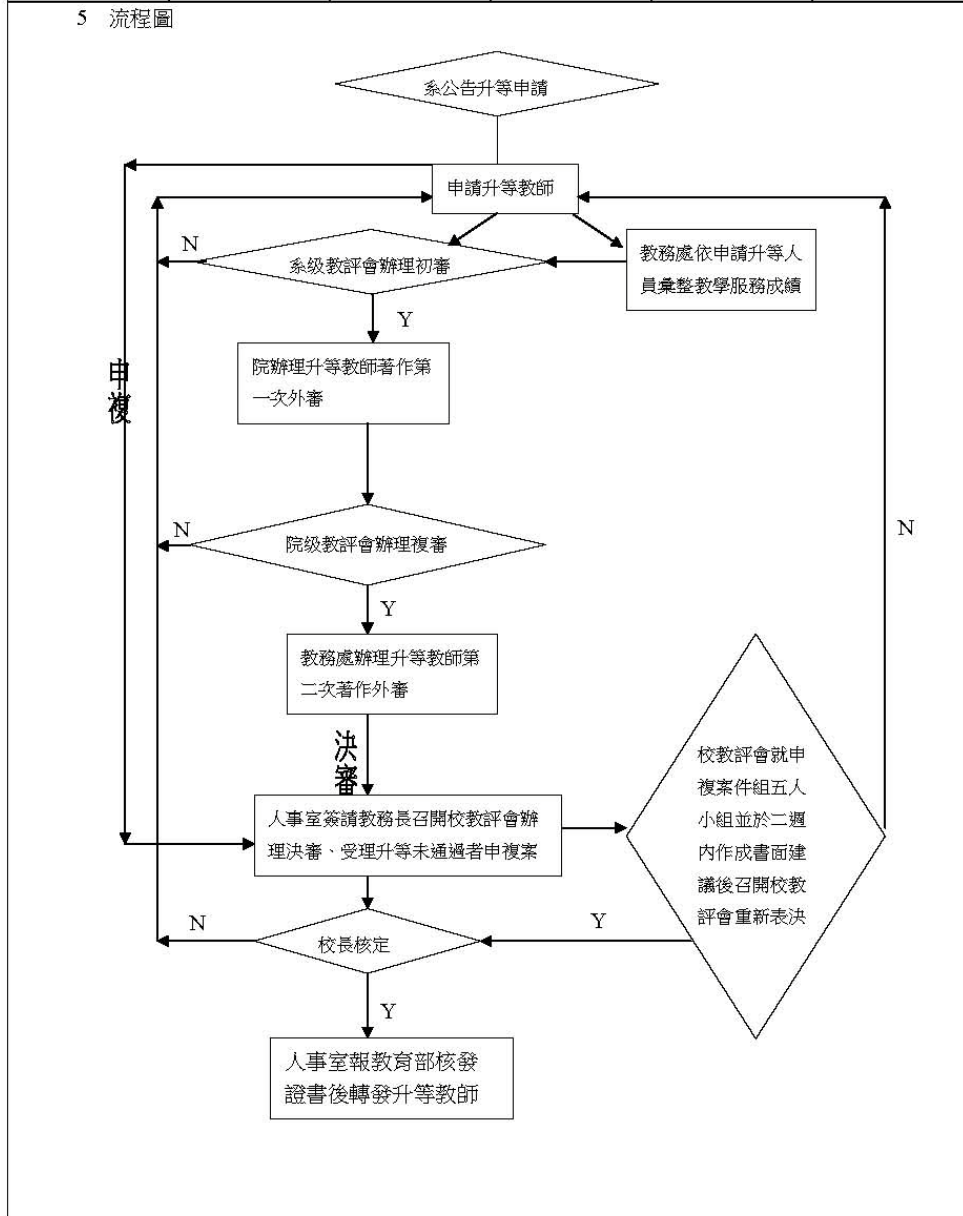 5 流程圖
系公告升等申請
申請升等教師
N
系級教評會辦理初審
教務處依申請升等人
員彙整教學服務成績
Y
院辦理升等教師著作第
一次外審
申
複
N
院級教評會辦理複審
N
Y
教務處辦理升等教師第
二次著作外審
決
審
校教評會就申
複案件組五人
小組並於二週
內作成書面建
議後召開校教
評會重新表決
人事室簽請教務長召開校教評會辦
理決審、受理升等未通過者申複案
N
校長核定
Y
Y
人事室報教育部核發
證書後轉發升等教師